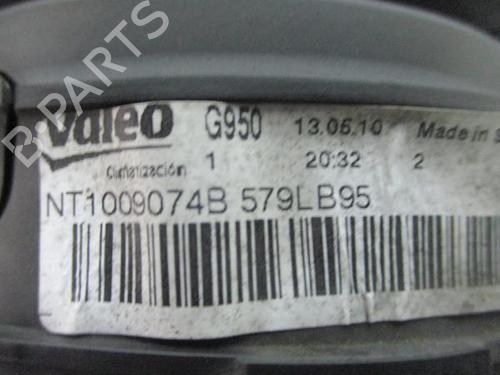 B-PARTS
Valeo G950 13.05.10 Made in
Climatización 1 20:32 2
NT1009074B 579LB95